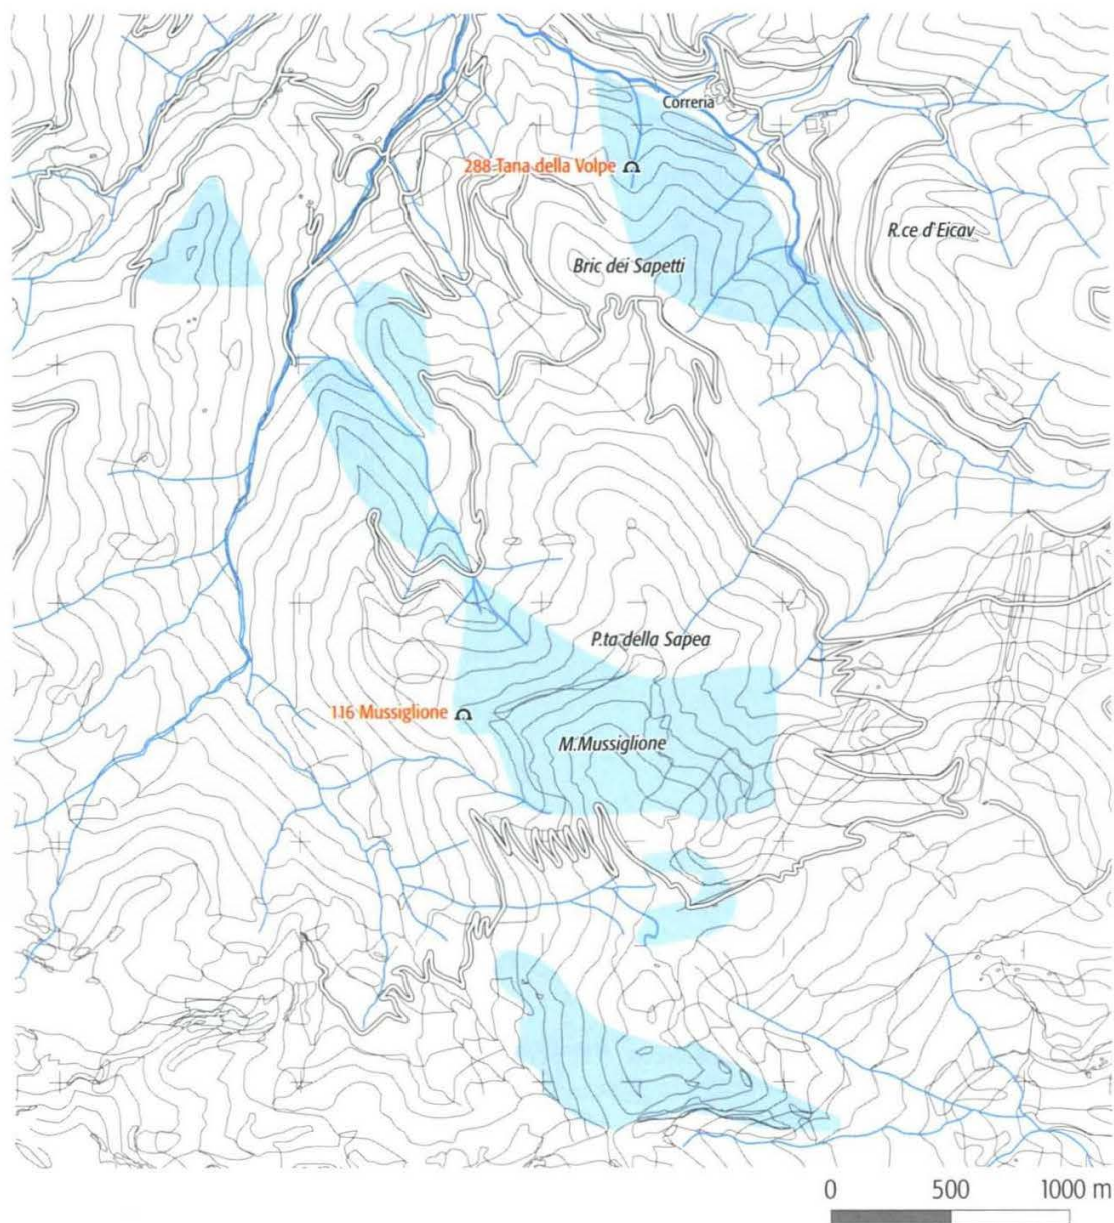 Correria
288 Tana della Volpe
R.ce d'Eicav
Bric dei Sapetti
P.ta della Sapea
116 Mussiglione
M.Mussiglione
0 500 1000 m